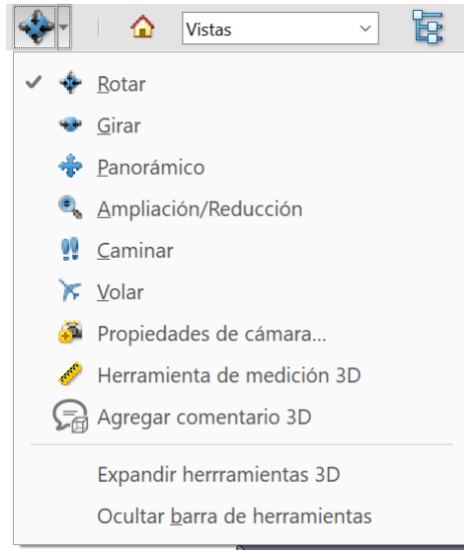 Vistas
Rotar
Girar
Panorámico
Ampliación/Reducción
Caminar
Volar
Propiedades de cámara...
Herramienta de medición 3D
Agregar comentario 3D
Expandir herrramientas 3D
Ocultar barra de herramientas